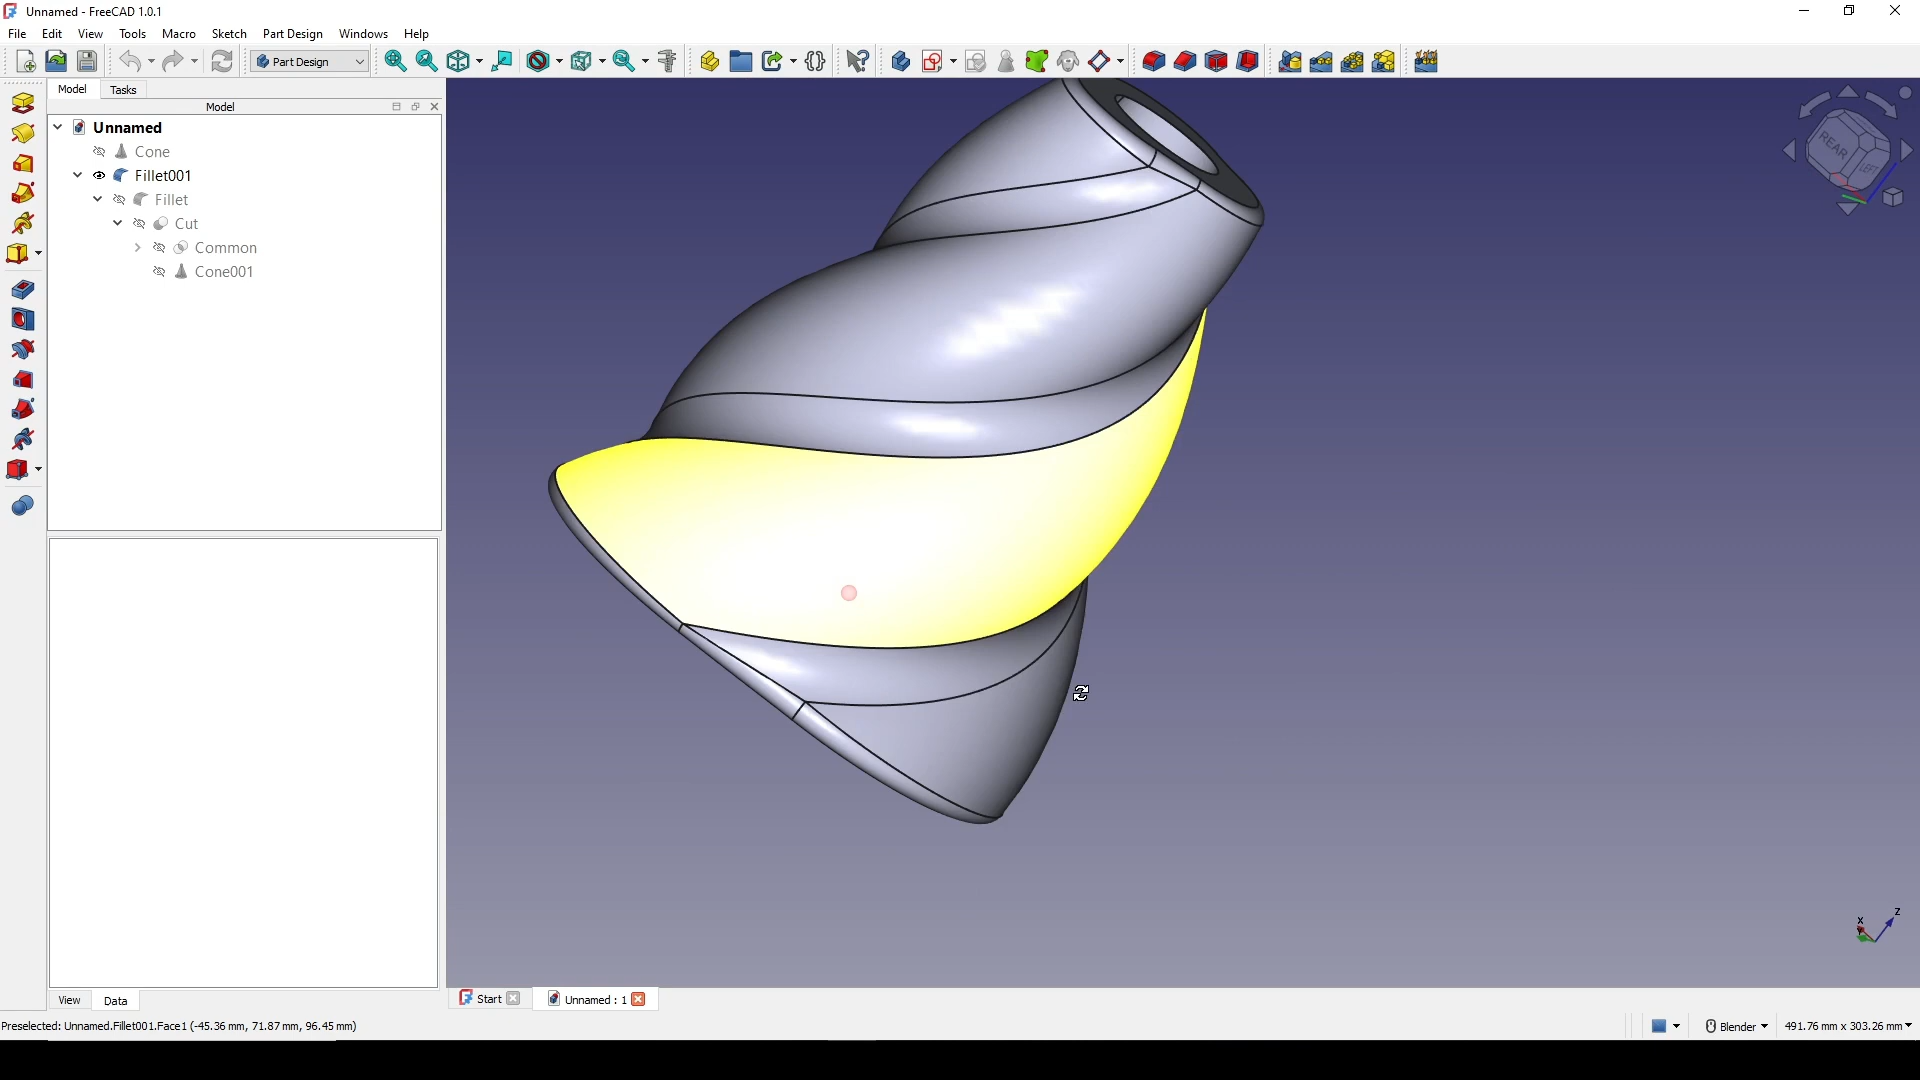 Unnamed - FreeCAD 1.0.1
File Edit View Tools Macro Sketch Part Design Windows Help
Part Design
Model Tasks
Model
Unnamed
Cone
Fillet001
Fillet
Cut
Common
Cone001
REAR
LEFT
X
Z
View Data
Start
Unnamed : 1
Preselected: Unnamed.Fillet001.Face1 (-45.36 mm, 71.87 mm, 96.45 mm)
Blender
491.76 mm x 303.26 mm